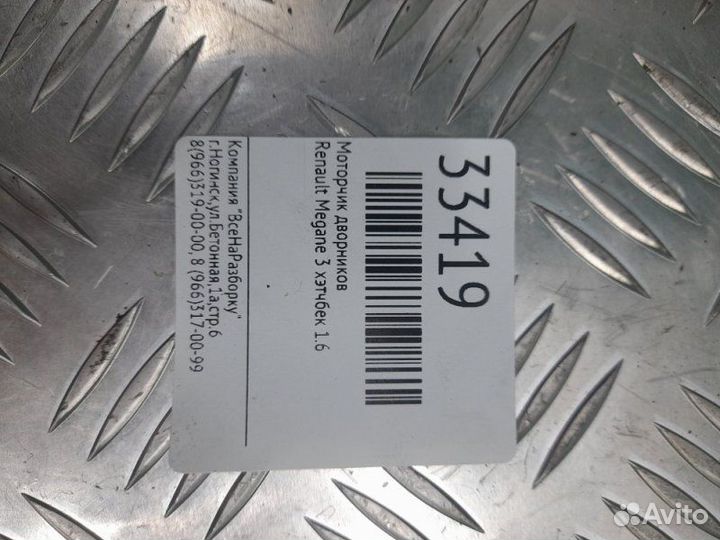 33419
Моторчик дворников
Renault Megane 3 хэтчбек 1.6
Компания "ВсеНаРазборку"
г.Ногинск,ул.Бетонная,1а,стр.6
8(966)319-00-00, 8 (966)317-00-99
Avito